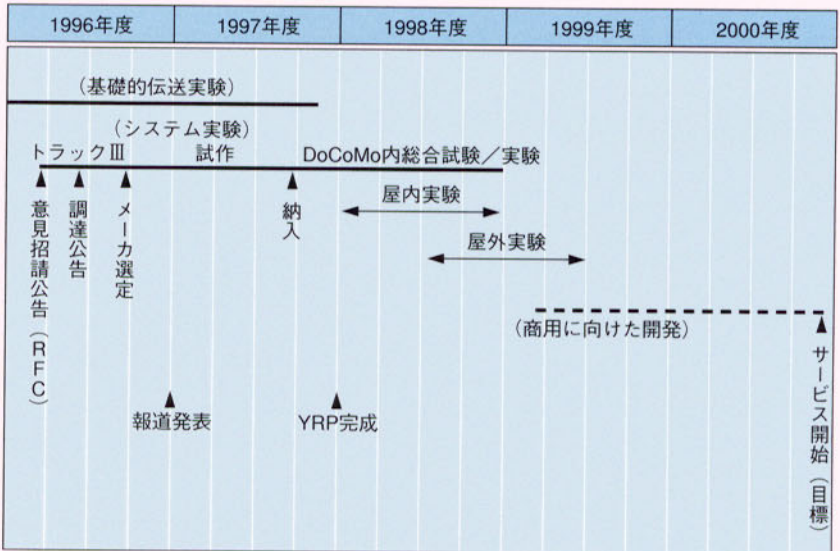 1996年度
1997年度
1998年度
1999年度
2000年度
(基礎的伝送実験)
(システム実験)
トラックⅢ
試作
DoCoMo内総合試験／実験
意見招請公告(RFC)
調達公告
メーカ選定
納入
屋内実験
屋外実験
(商用に向けた開発)
報道発表
YRP完成
サービス開始(目標)